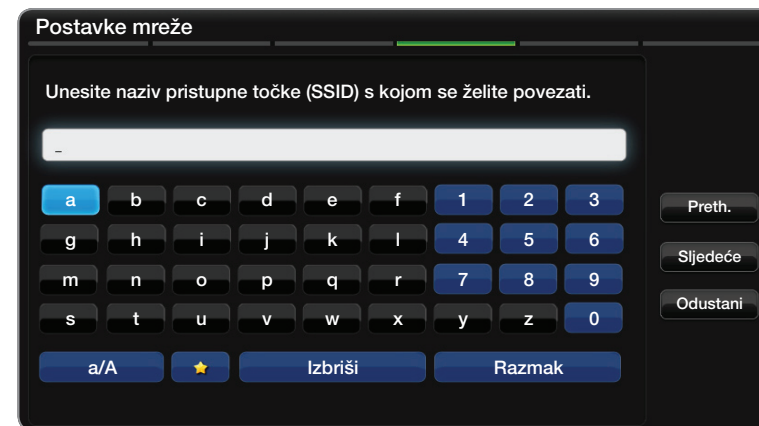 Postavke mreže
Unesite naziv pristupne točke (SSID) s kojom se želite povezati.
_
a b c d e f 1 2 3
g h i j k l 4 5 6
m n o p q r 7 8 9
s t u v w x y z 0
a/A Izbriši Razmak
Preth.
Sljedeće
Odustani